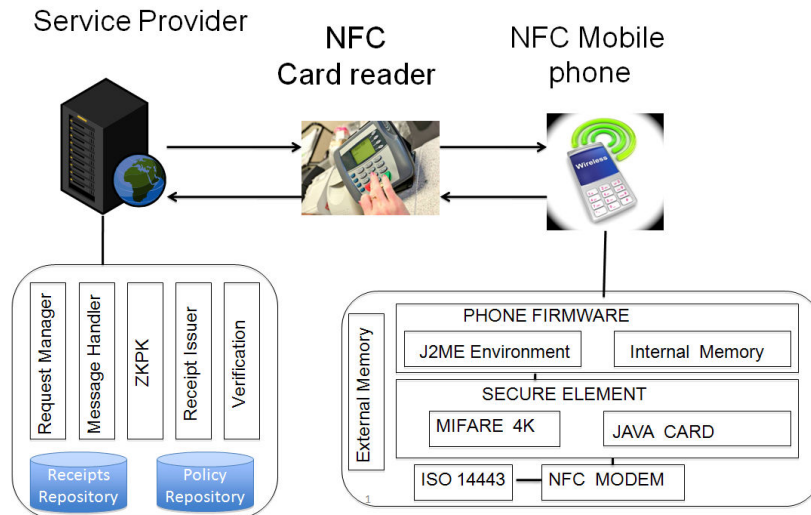 Service Provider
NFC
Card reader
NFC Mobile
phone
Wireless
Request Manager
Message Handler
ZKPK
Receipt Issuer
Verification
Receipts
Repository
Policy
Repository
External Memory
PHONE FIRMWARE
J2ME Environment
Internal Memory
SECURE ELEMENT
MIFARE 4K
JAVA CARD
ISO 14443
NFC MODEM
1